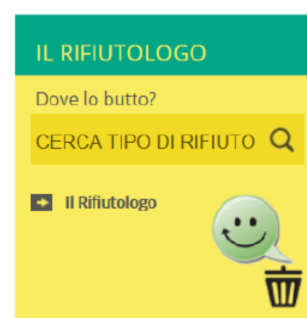 IL RIFIUTOLOGO
Dove lo butto?
CERCA TIPO DI RIFIUTO
Il Rifiutologo